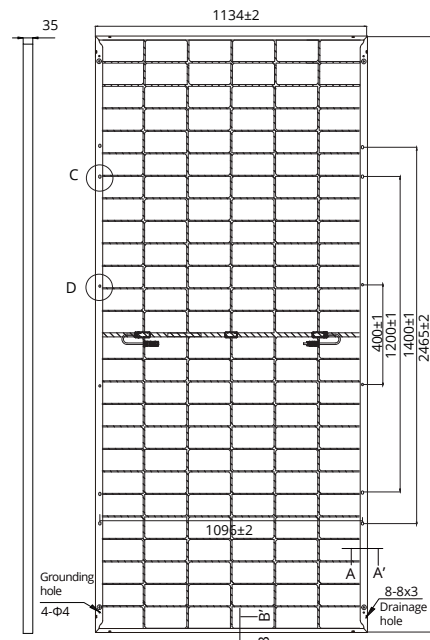 1134±2
35
C
D
400±1
1200±1
1400±1
2465±2
1096±2
A
A'
Grounding
hole
4-Φ4
8-8x3
Drainage
hole
B'
B